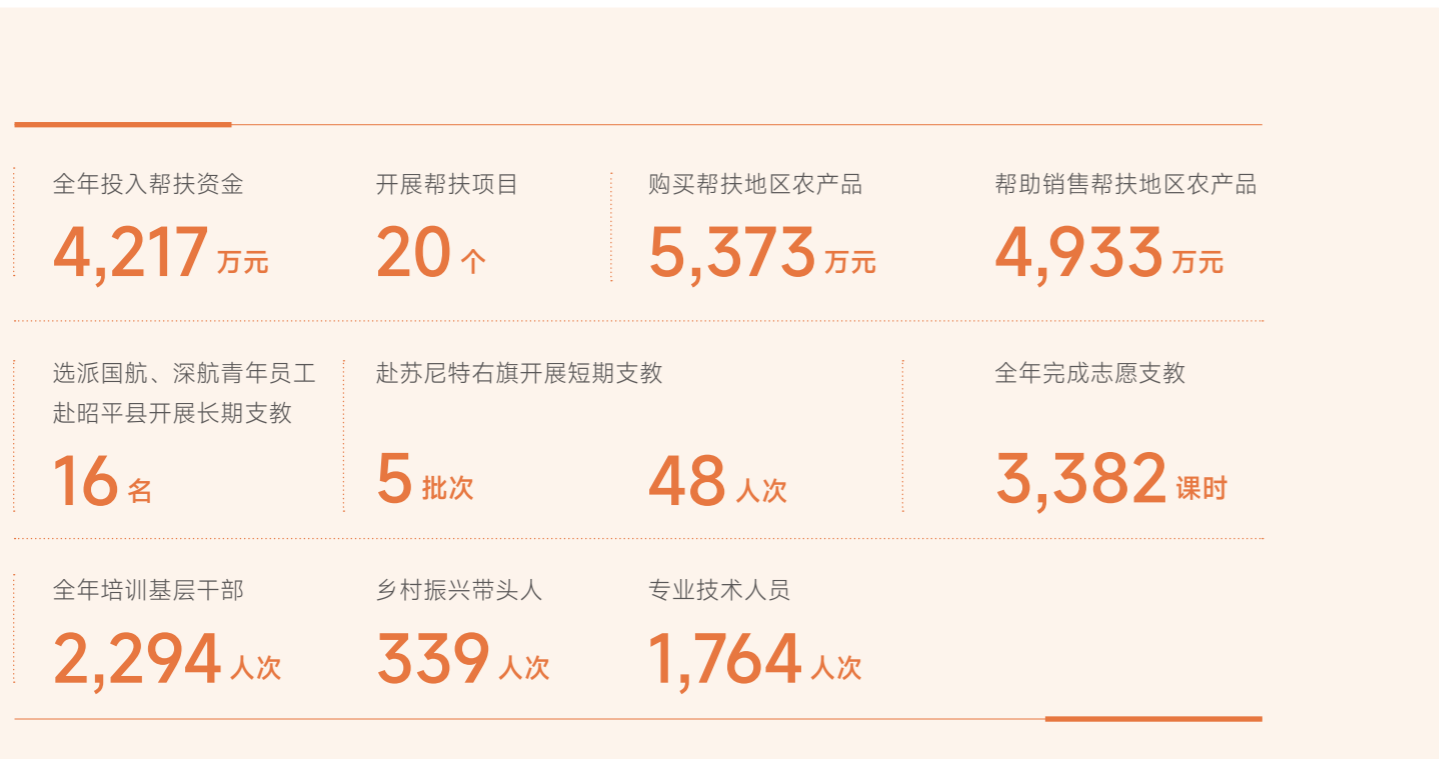 全年投入帮扶资金
4,217 万元
开展帮扶项目
20 个
购买帮扶地区农产品
5,373 万元
帮助销售帮扶地区农产品
4,933 万元
选派国航、深航青年员工
赴昭平县开展长期支教
16 名
赴苏尼特右旗开展短期支教
5 批次
48 人次
全年完成志愿支教
3,382 课时
全年培训基层干部
2,294 人次
乡村振兴带头人
339 人次
专业技术人员
1,764 人次